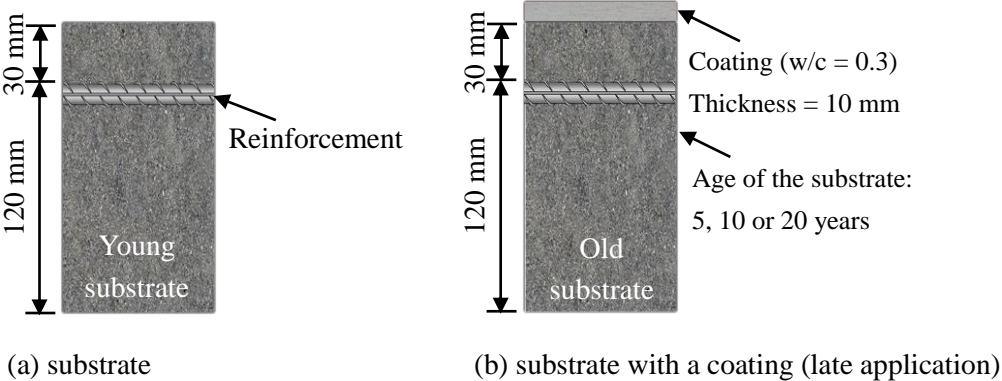 30 mm
120 mm
Reinforcement
Young
substrate
(a) substrate
30 mm
120 mm
Coating (w/c = 0.3)
Thickness = 10 mm
Age of the substrate:
5, 10 or 20 years
Old
substrate
(b) substrate with a coating (late application)